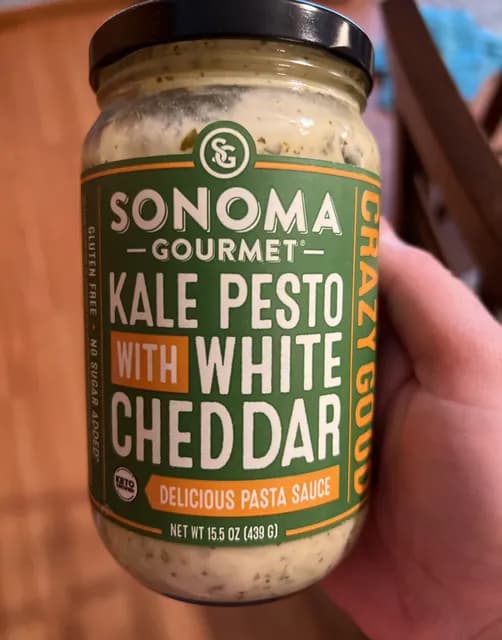 SG
SONOMA
GOURMET®
KALE PESTO
WITH WHITE
CHEDDAR
DELICIOUS PASTA SAUCE
NET WT 15.5 OZ (439 G)
GLUTEN FREE - NO SUGAR ADDED*
KETO
CRAZY GOOD